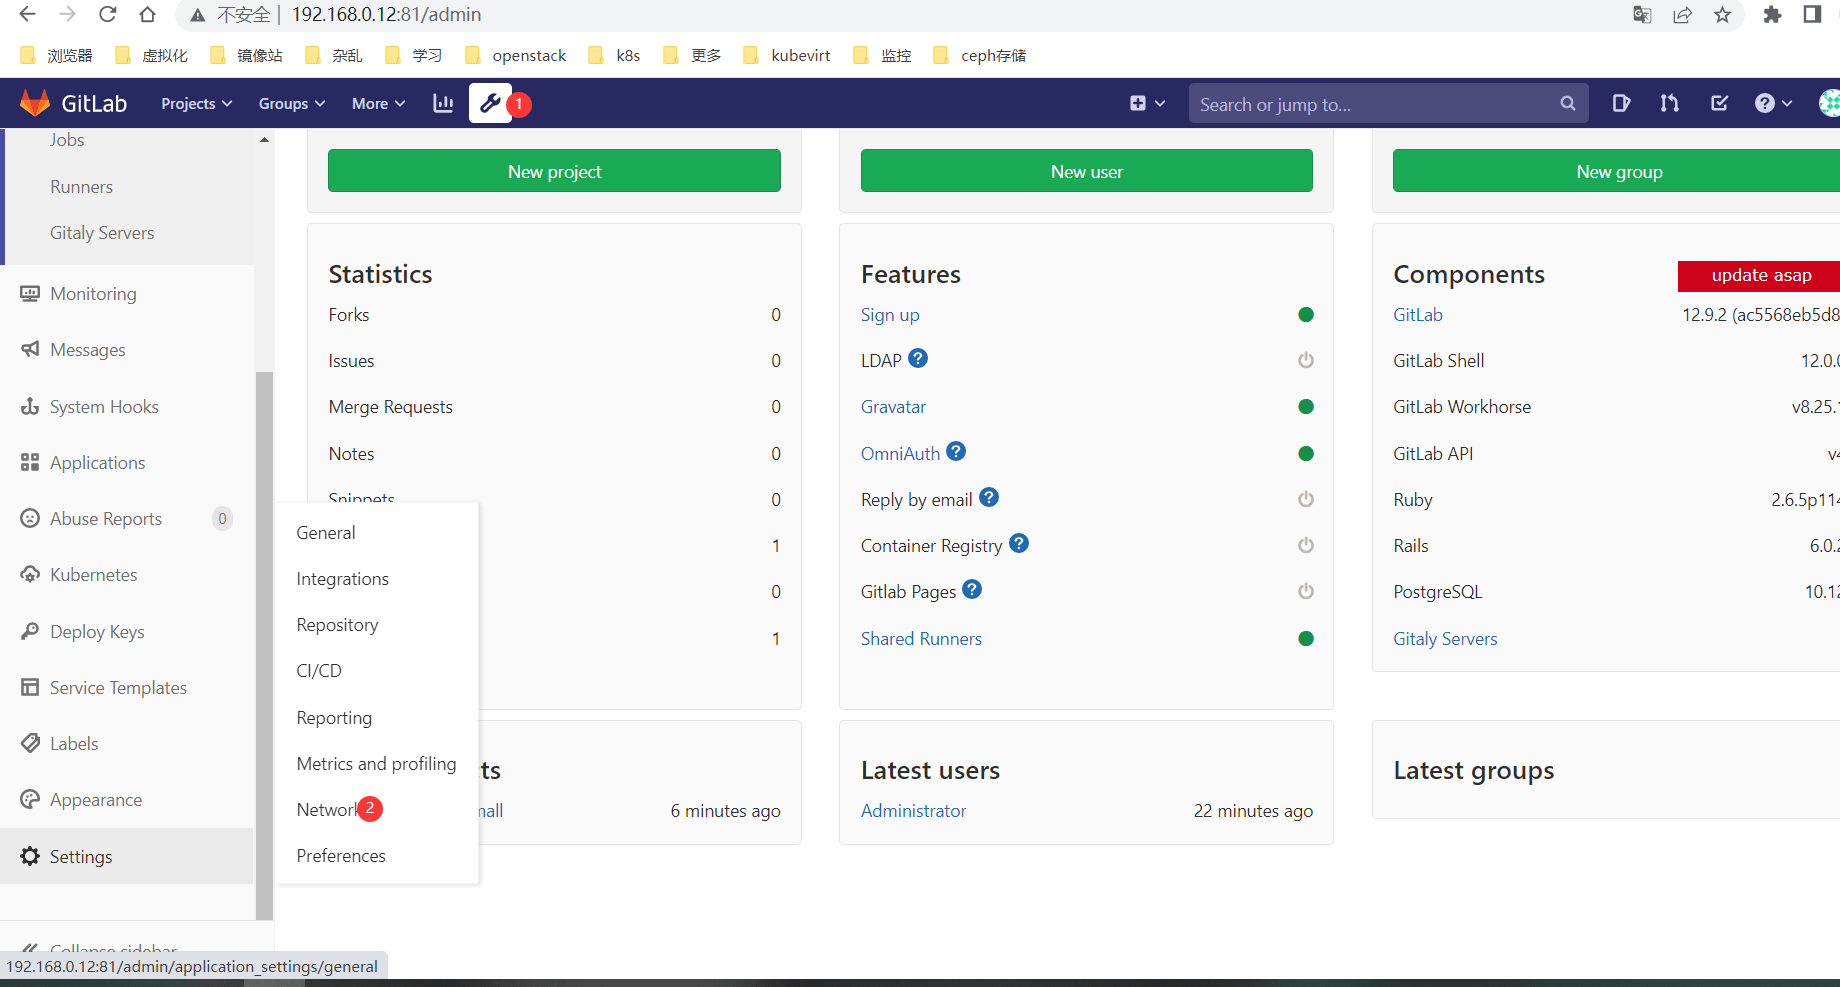 不安全 | 192.168.0.12:81/admin
浏览器 虚拟化 镜像站 杂乱 学习 openstack k8s 更多 kubevirt 监控 ceph存储
GitLab Projects Groups More 1 Search or jump to...
Jobs
Runners
Gitaly Servers
Monitoring
Messages
System Hooks
Applications
Abuse Reports 0
Kubernetes
Deploy Keys
Service Templates
Labels
Appearance
Settings
Collapse sidebar
192.168.0.12:81/admin/application_settings/general
General
Integrations
Repository
CI/CD
Reporting
Metrics and profiling
Network 2
Preferences
New project
New user
New group
Statistics
Forks 0
Issues 0
Merge Requests 0
Notes 0
Snippets 0
1
0
1
Features
Sign up
LDAP ?
Gravatar
OmniAuth ?
Reply by email ?
Container Registry ?
Gitlab Pages ?
Shared Runners
Components update asap
GitLab 12.9.2 (ac5568eb5d8
GitLab Shell 12.0.0
GitLab Workhorse v8.25.1
GitLab API v4
Ruby 2.6.5p114
Rails 6.0.2
PostgreSQL 10.12
Gitaly Servers
ts
mall 6 minutes ago
Latest users
Administrator 22 minutes ago
Latest groups